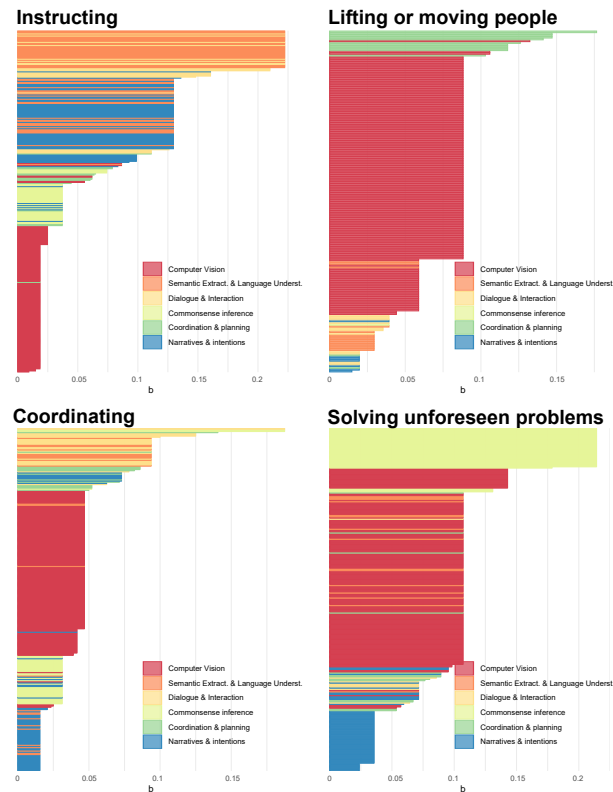 Instructing
0
0.05
0.1
0.15
0.2
b
Computer Vision
Semantic Extract. & Language Underst.
Dialogue & Interaction
Commonsense inference
Coordination & planning
Narratives & intentions
Lifting or moving people
0
0.05
0.1
0.15
b
Computer Vision
Semantic Extract. & Language Underst.
Dialogue & Interaction
Commonsense inference
Coordination & planning
Narratives & intentions
Coordinating
0
0.05
0.1
0.15
b
Computer Vision
Semantic Extract. & Language Underst.
Dialogue & Interaction
Commonsense inference
Coordination & planning
Narratives & intentions
Solving unforeseen problems
0
0.05
0.1
0.15
0.2
b
Computer Vision
Semantic Extract. & Language Underst
Dialogue & Interaction
Commonsense inference
Coordination & planning
Narratives & intentions